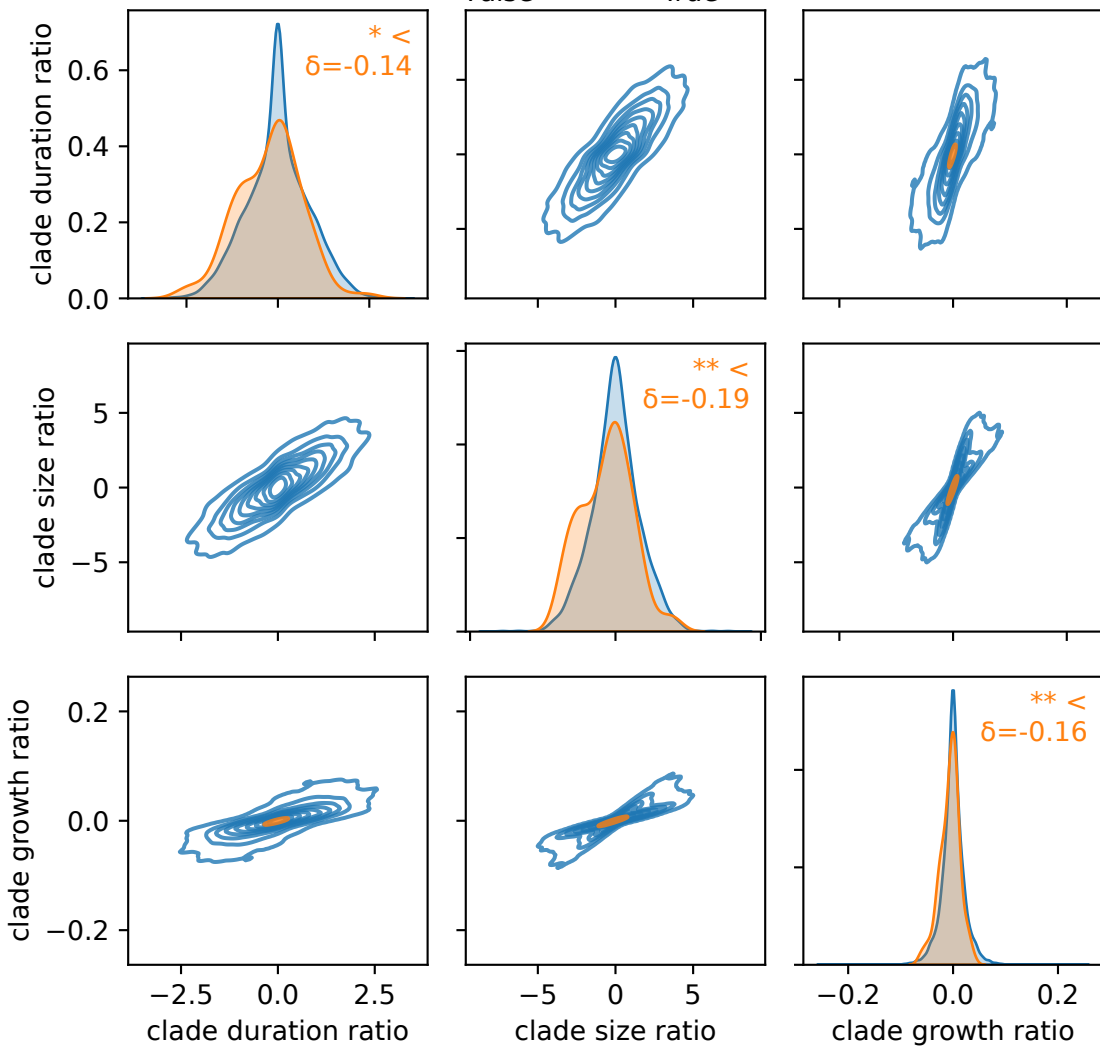 True
clade duration ratio
0.6
0.4
0.2
0.0
* <
δ=-0.14
clade size ratio
5
0
−5
** <
δ=-0.19
clade growth ratio
0.2
0.0
−0.2
** <
δ=-0.16
−2.5 0.0 2.5
−5 0 5
−0.2 0.0 0.2
clade duration ratio
clade size ratio
clade growth ratio